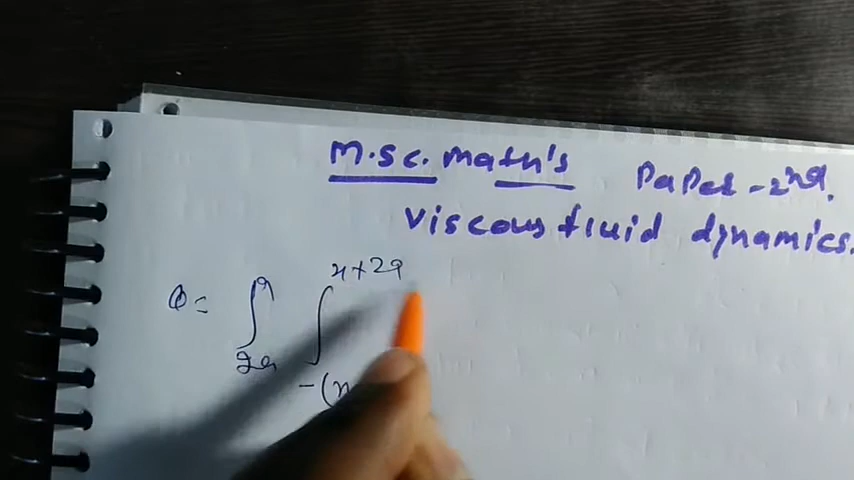 M.Sc. Math's Paper - 2nd.
Viscous fluid dynamics.
x+2a
Q = ∫ ∫
-(x